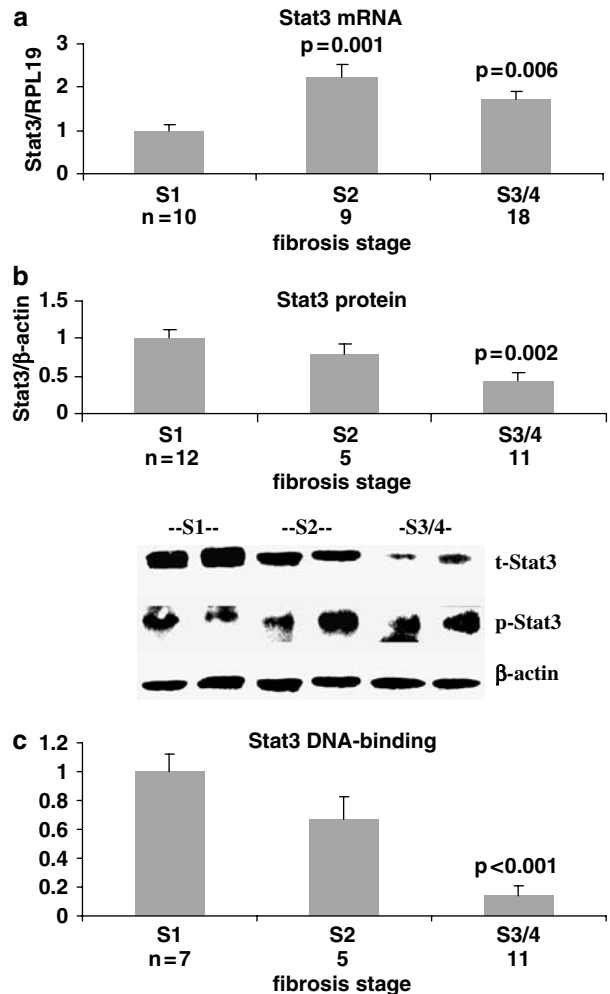 a
Stat3 mRNA
p=0.001
p=0.006
Stat3/RPL19
3
2
1
0
S1
S2
S3/4
n=10
9
18
fibrosis stage
b
Stat3 protein
p=0.002
Stat3/β-actin
1.5
1
0.5
0
S1
S2
S3/4
n=12
5
11
fibrosis stage
--S1-- --S2-- -S3/4-
t-Stat3
p-Stat3
β-actin
c
Stat3 DNA-binding
p<0.001
1.2
1
0.8
0.6
0.4
0.2
0
S1
S2
S3/4
n=7
5
11
fibrosis stage